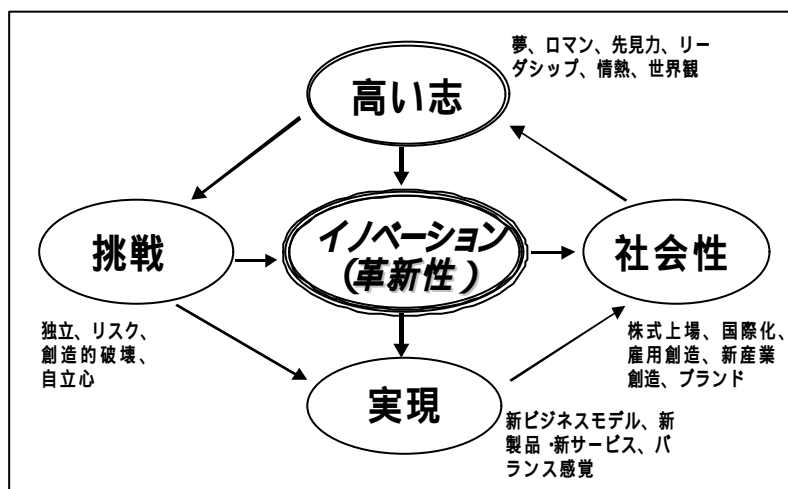 夢、ロマン、先見力、リー
ダシップ、情熱、世界観
高い志
挑戦
イノベーション
(革新性)
社会性
独立、リスク、
創造的破壊、
自立心
株式上場、国際化、
雇用創造、新産業
創造、ブランド
実現
新ビジネスモデル、新
製品・新サービス、バ
ランス感覚